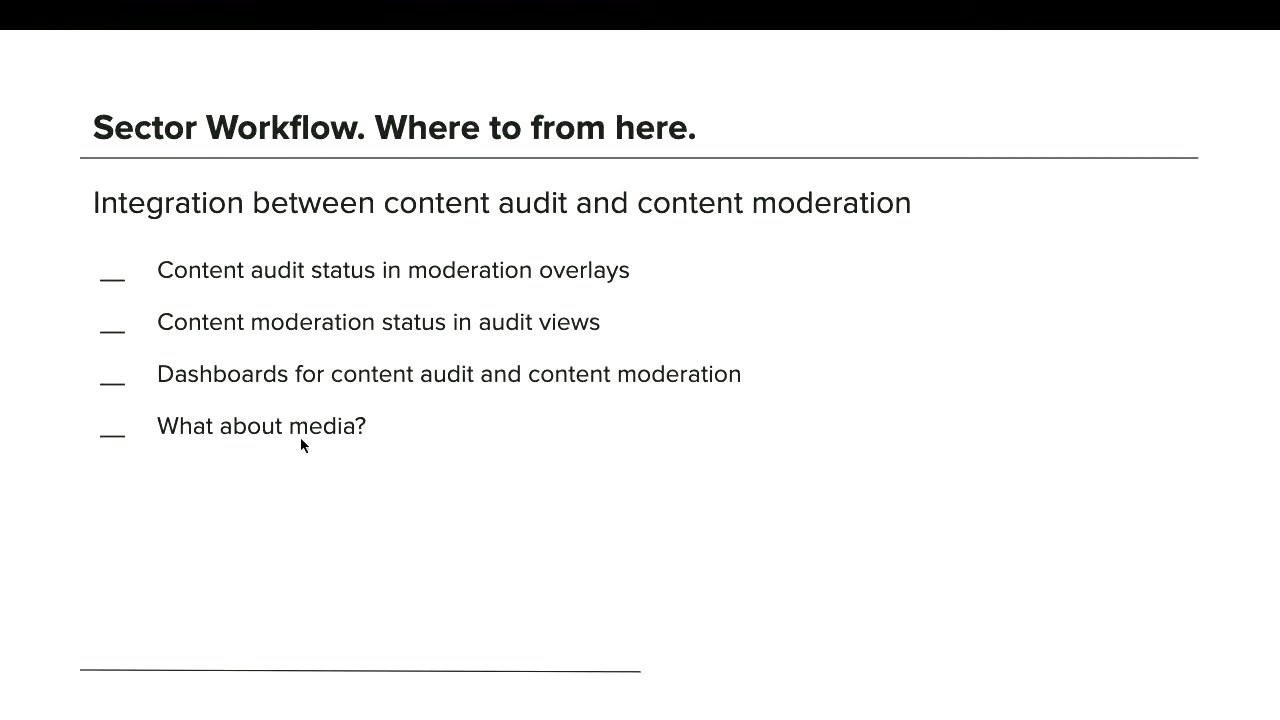 Sector Workflow. Where to from here.
Integration between content audit and content moderation
Content audit status in moderation overlays
Content moderation status in audit views
Dashboards for content audit and content moderation
What about media?